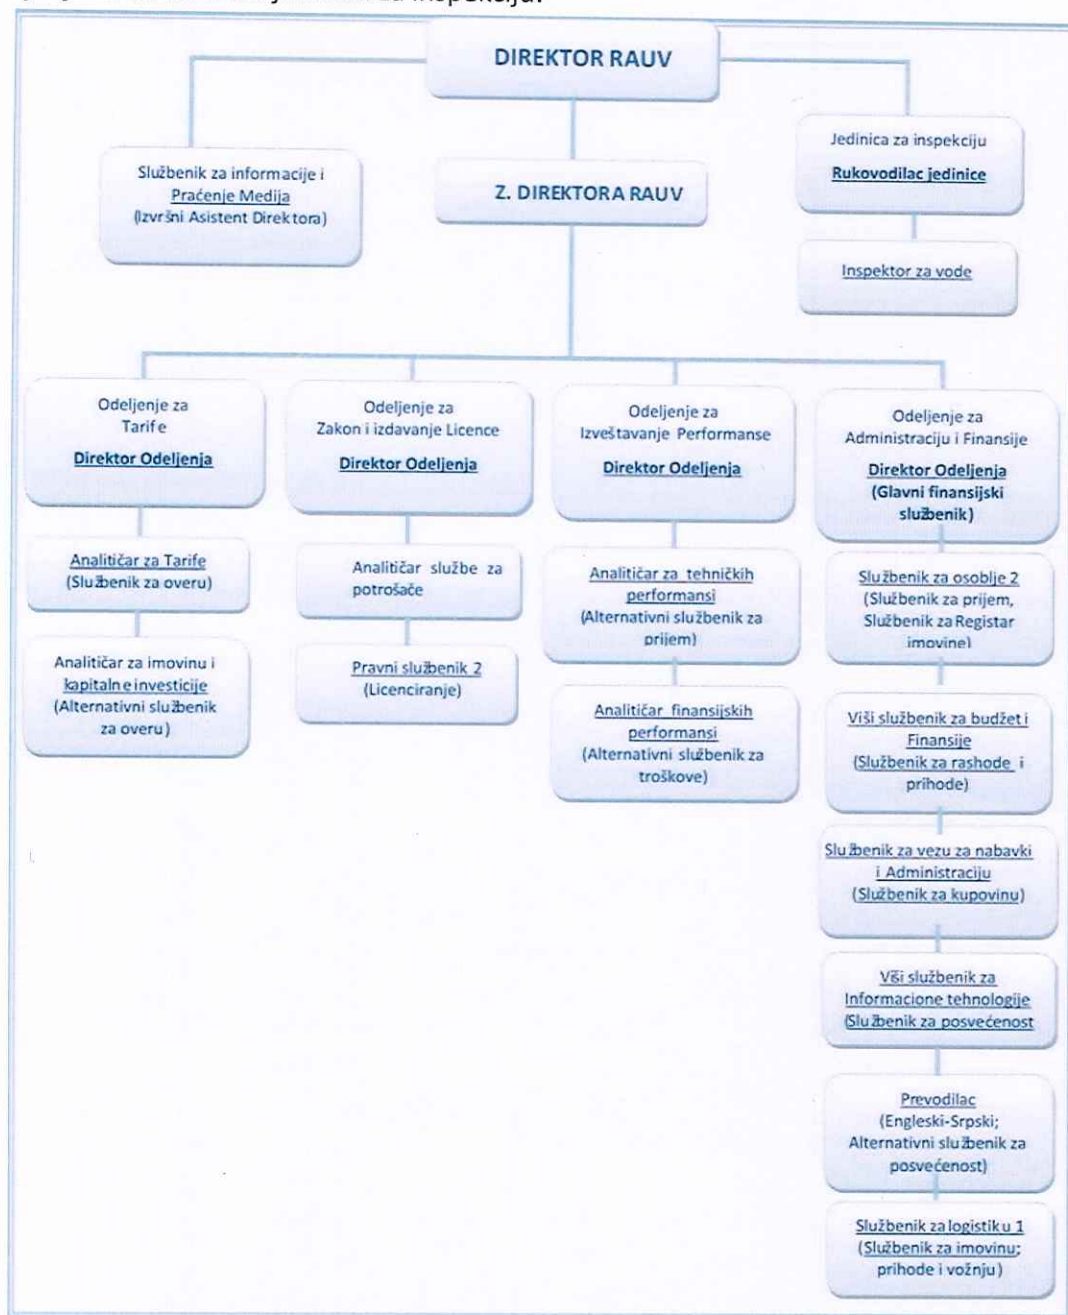 za inspekciju.
DIREKTOR RAUV
Službenik za informacije i
Praćenje Medija
(Izvršni Asistent Direktora)
Z. DIREKTORA RAUV
Jedinica za inspekciju
Rukovodilac jedinice
Inspektor za vode
Odeljenje za
Tarife
Direktor Odeljenja
Analitičar za Tarife
(Službenik za overu)
Analitičar za imovinu i
kapitalne investicije
(Alternativni službenik
za overu)
Odeljenje za
Zakon i izdavanje Licence
Direktor Odeljenja
Analitičar službe za
potrošače
Pravni službenik 2
(Licenciranje)
Odeljenje za
Izveštavanje Performanse
Direktor Odeljenja
Analitičar za tehničkih
performansi
(Alternativni službenik za
prijem)
Analitičar finansijskih
performansi
(Alternativni službenik za
troškove)
Odeljenje za
Administraciju i Finansije
Direktor Odeljenja
(Glavni finansijski
službenik)
Službenik za osoblje 2
(Službenik za prijem,
Službenik za Registar
imovine)
Viši službenik za budžet i
Finansije
(Službenik za rashode i
prihode)
Službenik za vezu za nabavki
i Administraciju
(Službenik za kupovinu)
Viši službenik za
Informacione tehnologije
(Službenik za posvećenost
Prevodilac
(Engleski-Srpski;
Alternativni službenik za
posvećenost)
Službenik za logistiku 1
(Službenik za imovinu;
prihode i vožnju)